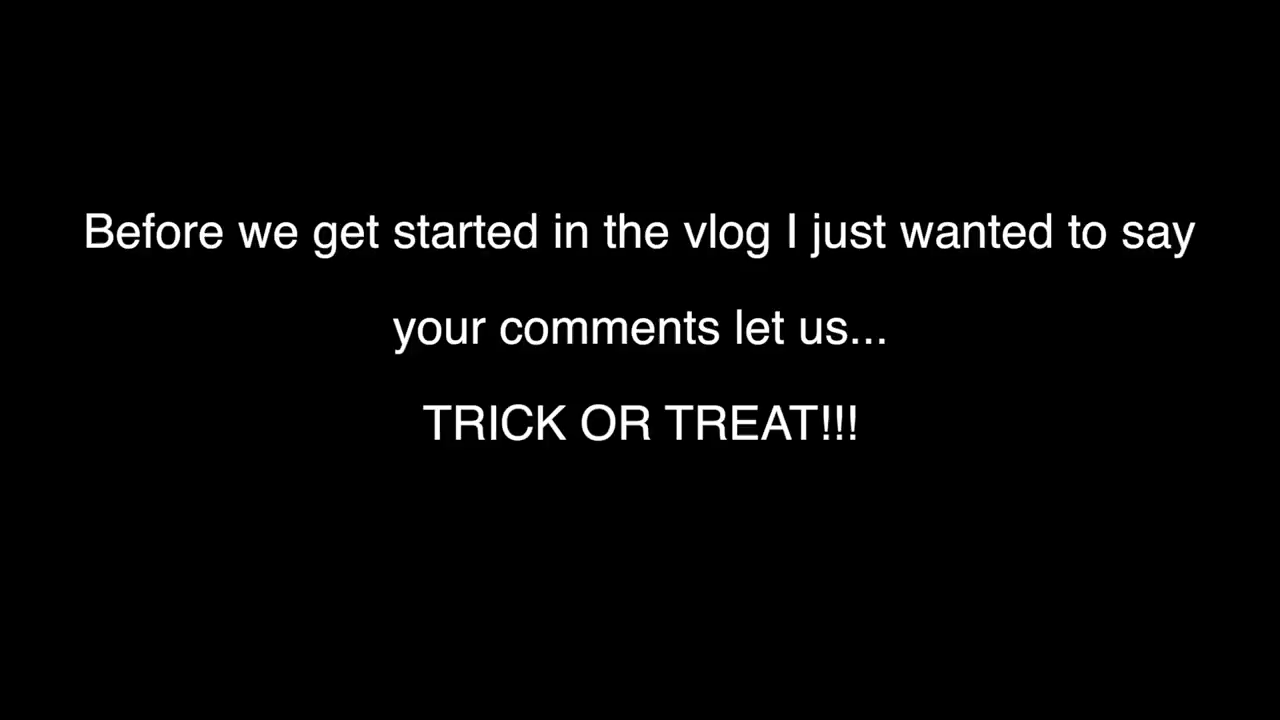 Before we get started in the vlog I just wanted to say
your comments let us...
TRICK OR TREAT!!!